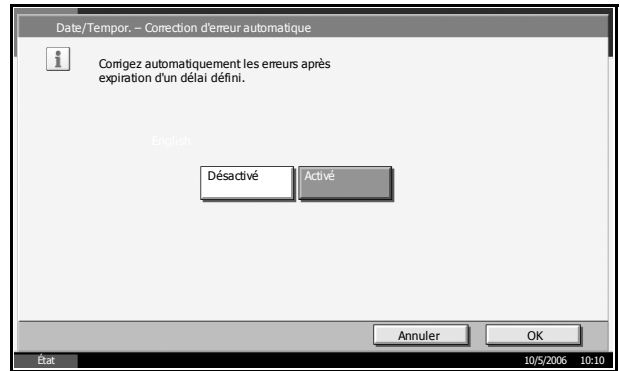 Date/Tempor. – Correction d'erreur automatique
Corrigez automatiquement les erreurs après
expiration d'un délai défini.
English
Désactivé Activé
Annuler OK
État 10/5/2006 10:10